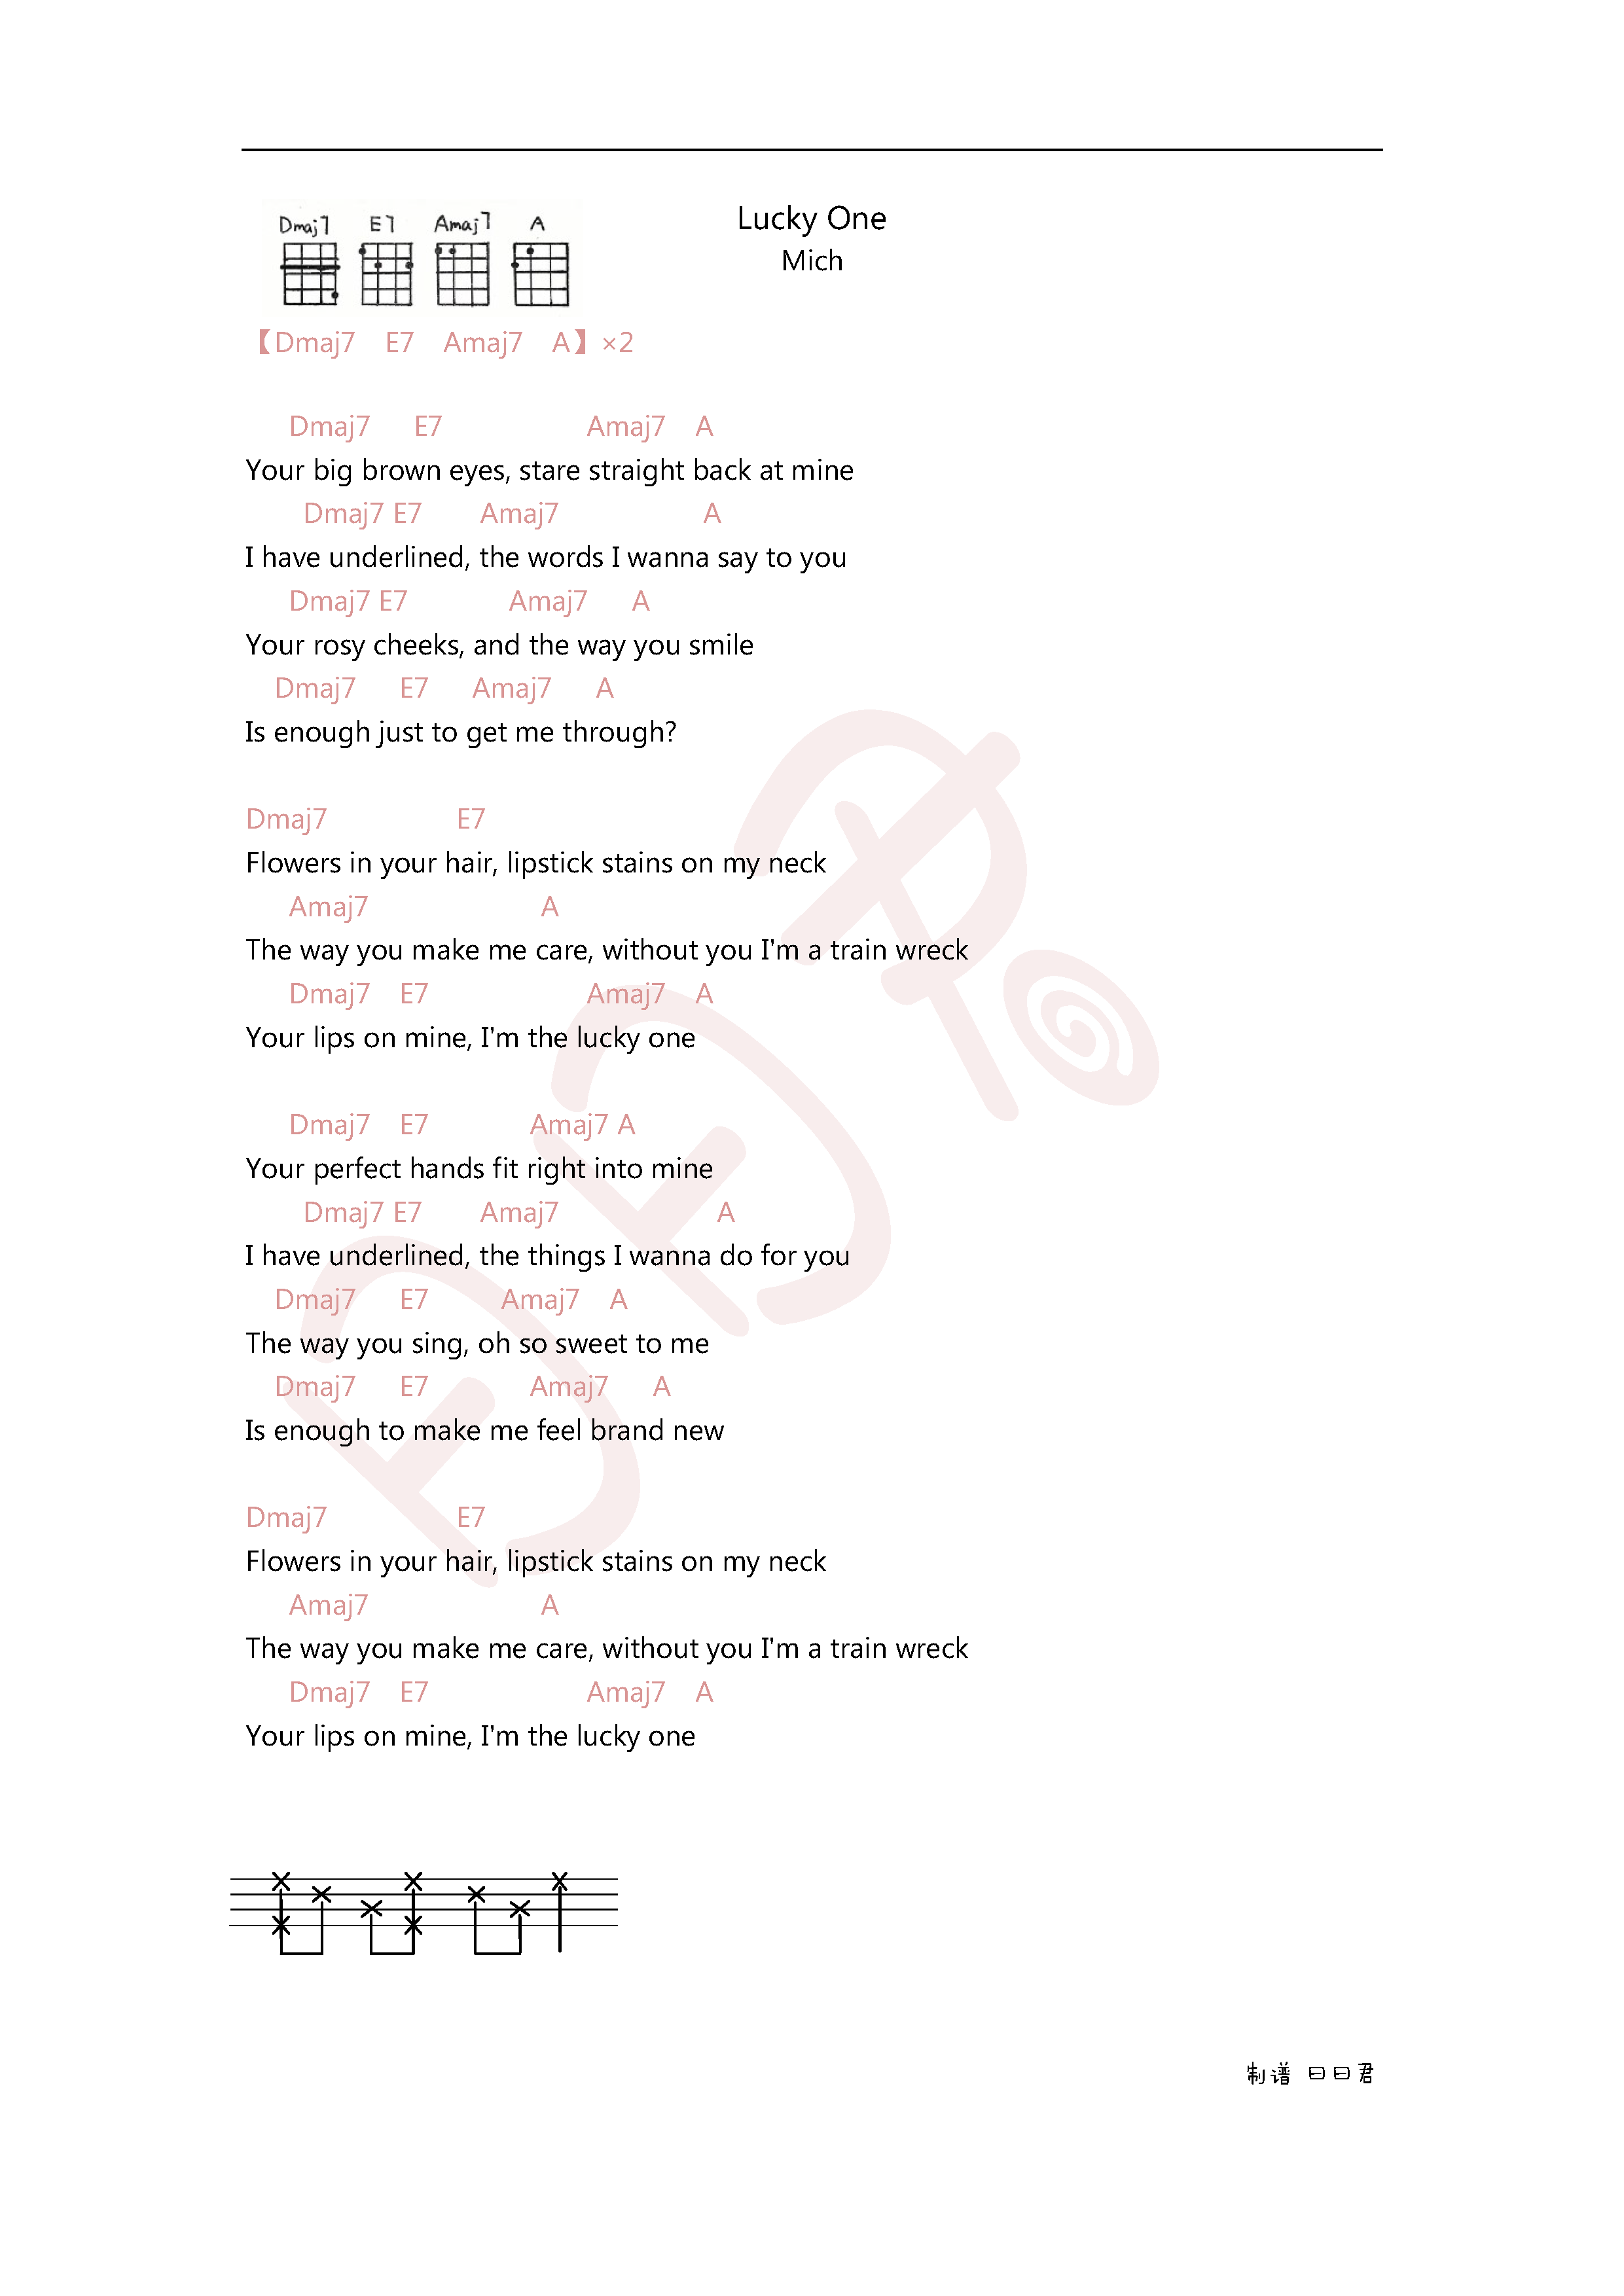 Lucky One
Mich
Dmaj7 E7 Amaj7 A
【Dmaj7 E7 Amaj7 A】×2
Dmaj7 E7 Amaj7 A
Your big brown eyes, stare straight back at mine
Dmaj7 E7 Amaj7 A
I have underlined, the words I wanna say to you
Dmaj7 E7 Amaj7 A
Your rosy cheeks, and the way you smile
Dmaj7 E7 Amaj7 A
Is enough just to get me through?
Dmaj7 E7
Flowers in your hair, lipstick stains on my neck
Amaj7 A
The way you make me care, without you I'm a train wreck
Dmaj7 E7 Amaj7 A
Your lips on mine, I'm the lucky one
Dmaj7 E7 Amaj7 A
Your perfect hands fit right into mine
Dmaj7 E7 Amaj7 A
I have underlined, the things I wanna do for you
Dmaj7 E7 Amaj7 A
The way you sing, oh so sweet to me
Dmaj7 E7 Amaj7 A
Is enough to make me feel brand new
Dmaj7 E7
Flowers in your hair, lipstick stains on my neck
Amaj7 A
The way you make me care, without you I'm a train wreck
Dmaj7 E7 Amaj7 A
Your lips on mine, I'm the lucky one
制谱 曰曰君